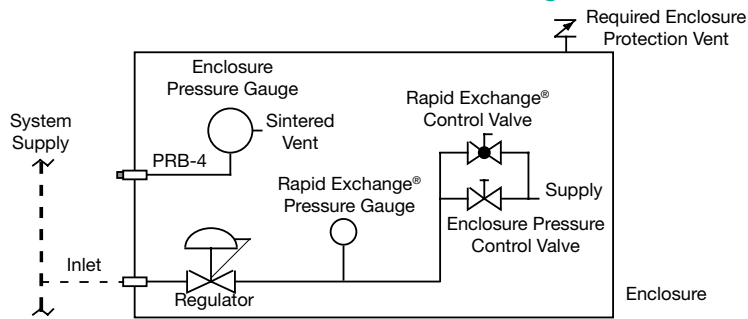 Required Enclosure
Protection Vent
Enclosure
Pressure Gauge
Rapid Exchange®
Control Valve
System
Supply
Sintered
Vent
PRB-4
Rapid Exchange®
Pressure Gauge
Supply
Enclosure Pressure
Control Valve
Inlet
Regulator
Enclosure